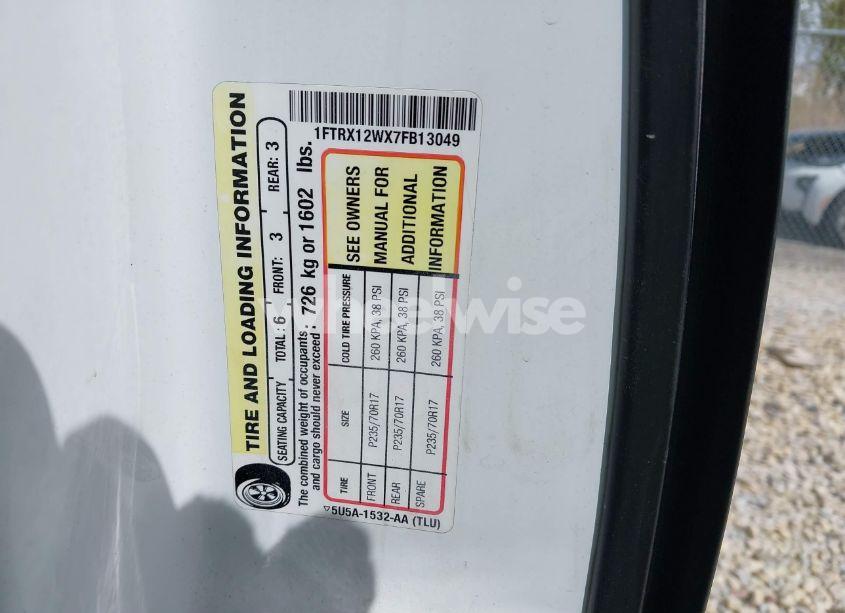 TIRE AND LOADING INFORMATION
SEATING CAPACITY TOTAL : 6 FRONT: 3 REAR: 3
The combined weight of occupants
and cargo should never exceed : 726 kg or 1602 lbs.
TIRE SIZE COLD TIRE PRESSURE SEE OWNERS
FRONT P235/70R17 260 KPA, 38 PSI MANUAL FOR
REAR P235/70R17 260 KPA, 38 PSI ADDITIONAL
SPARE P235/70R17 260 KPA, 38 PSI INFORMATION
▽5U5A-1532-AA (TLU)
1FTRX12WX7FB13049
wheelwise